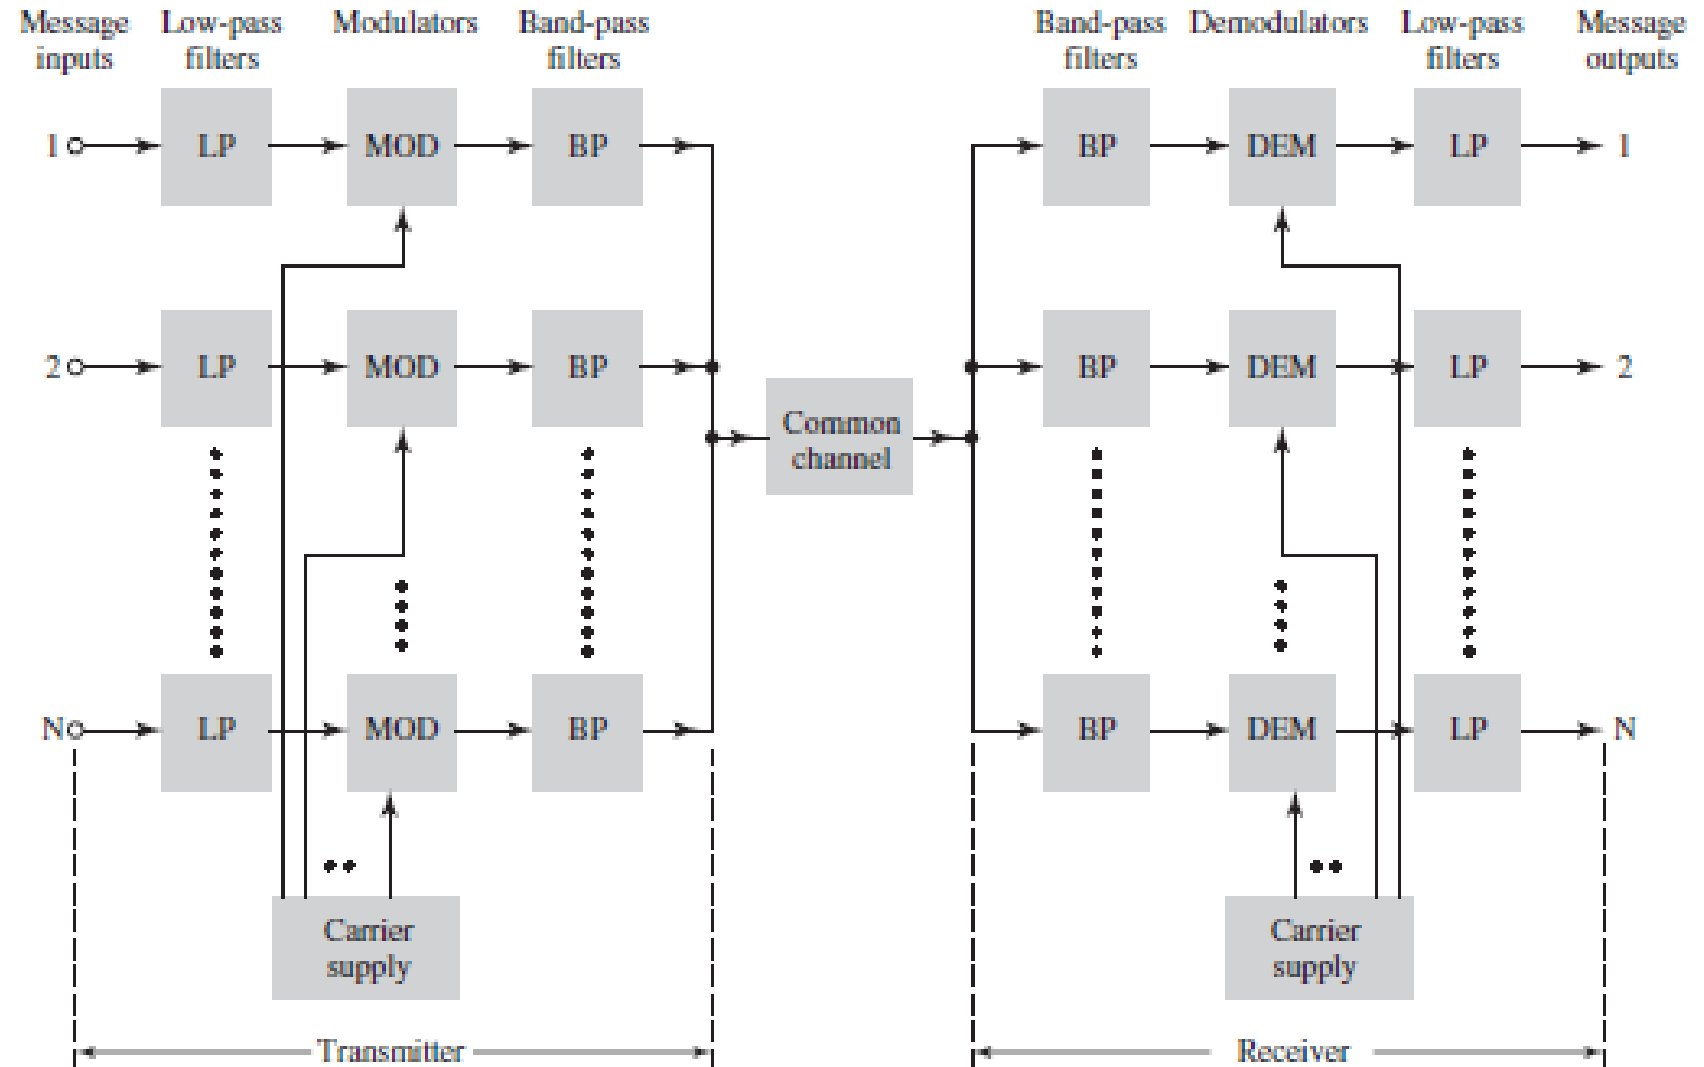 Message Low-pass Modulators Band-pass Band-pass Demodulators Low-pass Message
inputs filters filters filters filters outputs
1 LP MOD BP BP DEM LP 1
2 LP MOD BP BP DEM LP 2
Common
channel
N LP MOD BP BP DEM LP N
Carrier Carrier
supply supply
Transmitter Receiver